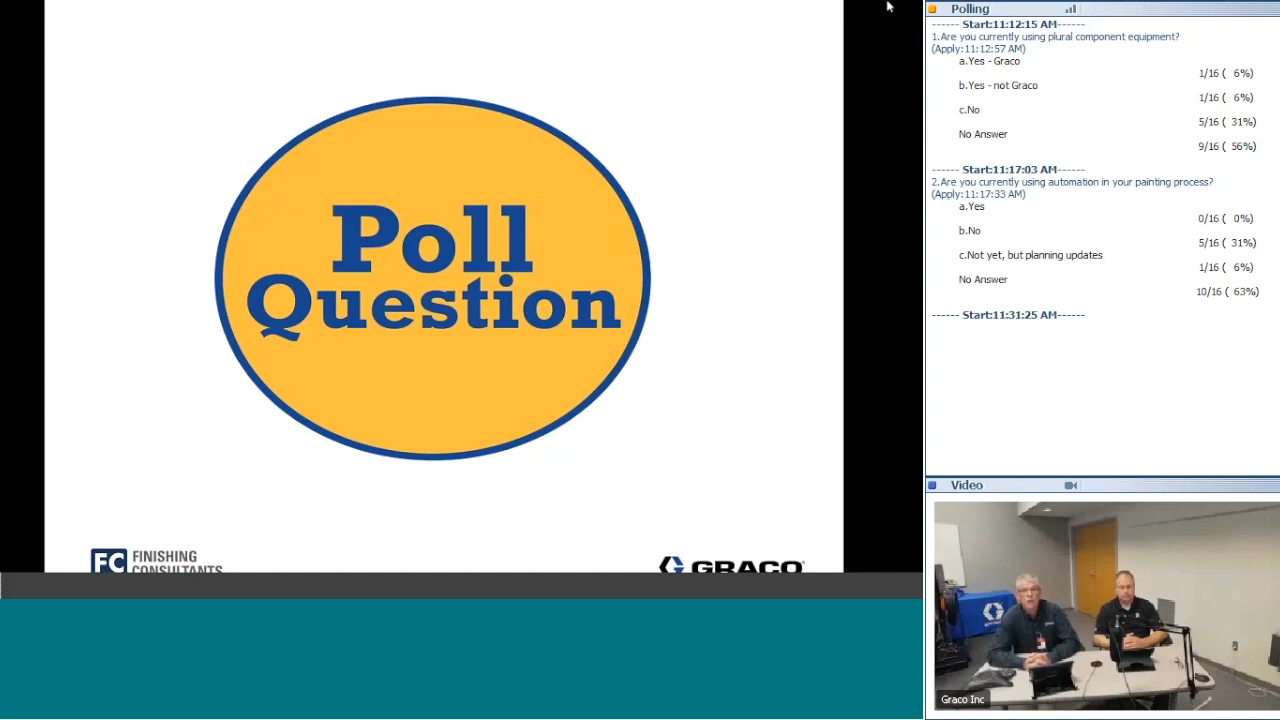 Poll
Question
FC FINISHING
CONSULTANTS
GRACO
Polling
------ Start:11:12:15 AM------
1.Are you currently using plural component equipment?
(Apply:11:12:57 AM)
a.Yes - Graco
1/16 ( 6%)
b.Yes - not Graco
1/16 ( 6%)
c.No
5/16 ( 31%)
No Answer
9/16 ( 56%)
------ Start:11:17:03 AM------
2.Are you currently using automation in your painting process?
(Apply:11:17:33 AM)
a.Yes
0/16 ( 0%)
b.No
5/16 ( 31%)
c.Not yet, but planning updates
1/16 ( 6%)
No Answer
10/16 ( 63%)
------ Start:11:31:25 AM------
Video
Graco Inc